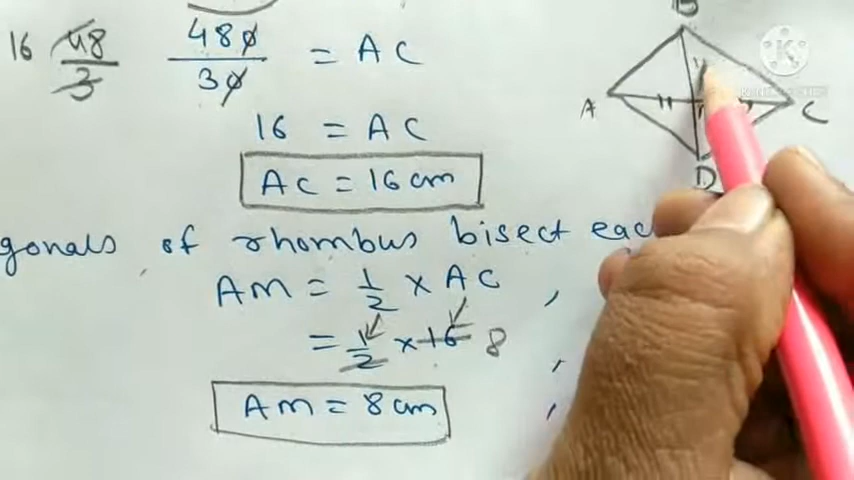 16 48/3 480/30 = AC
16 = AC
AC = 16 cm
gonals of rhombus bisect eac
AM = 1/2 × AC ,
= 1/2 × 16 8 ,
AM = 8 cm ,
B
A
C
D
KINEMASTER